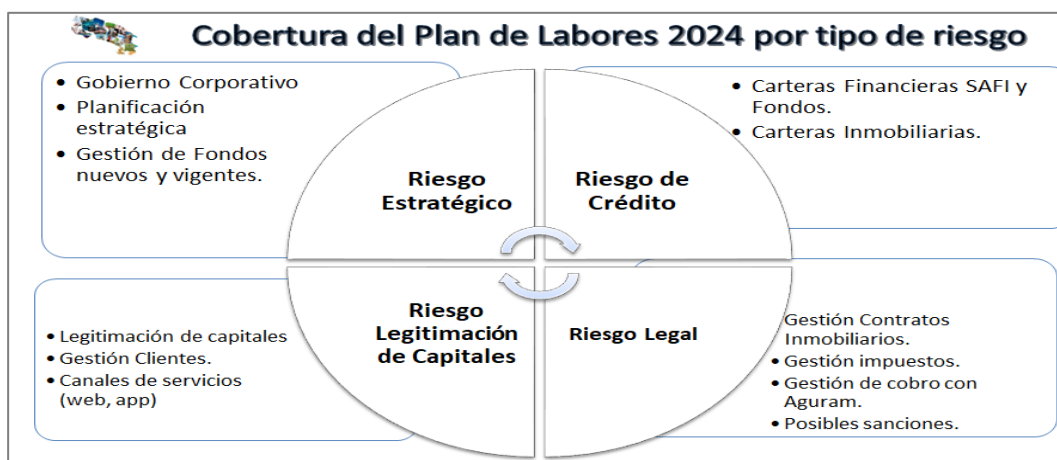 Cobertura del Plan de Labores 2024 por tipo de riesgo
• Gobierno Corporativo
• Planificación
estratégica
• Gestión de Fondos
nuevos y vigentes.
Riesgo
Estratégico
• Carteras Financieras SAFI y
Fondos.
• Carteras Inmobiliarias.
Riesgo de
Crédito
• Legitimación de capitales
• Gestión Clientes.
• Canales de servicios
(web, app)
Riesgo
Legitimación
de Capitales
Riesgo Legal
Gestión Contratos
Inmobiliarios.
• Gestión impuestos.
• Gestión de cobro con
Aguram.
• Posibles sanciones.